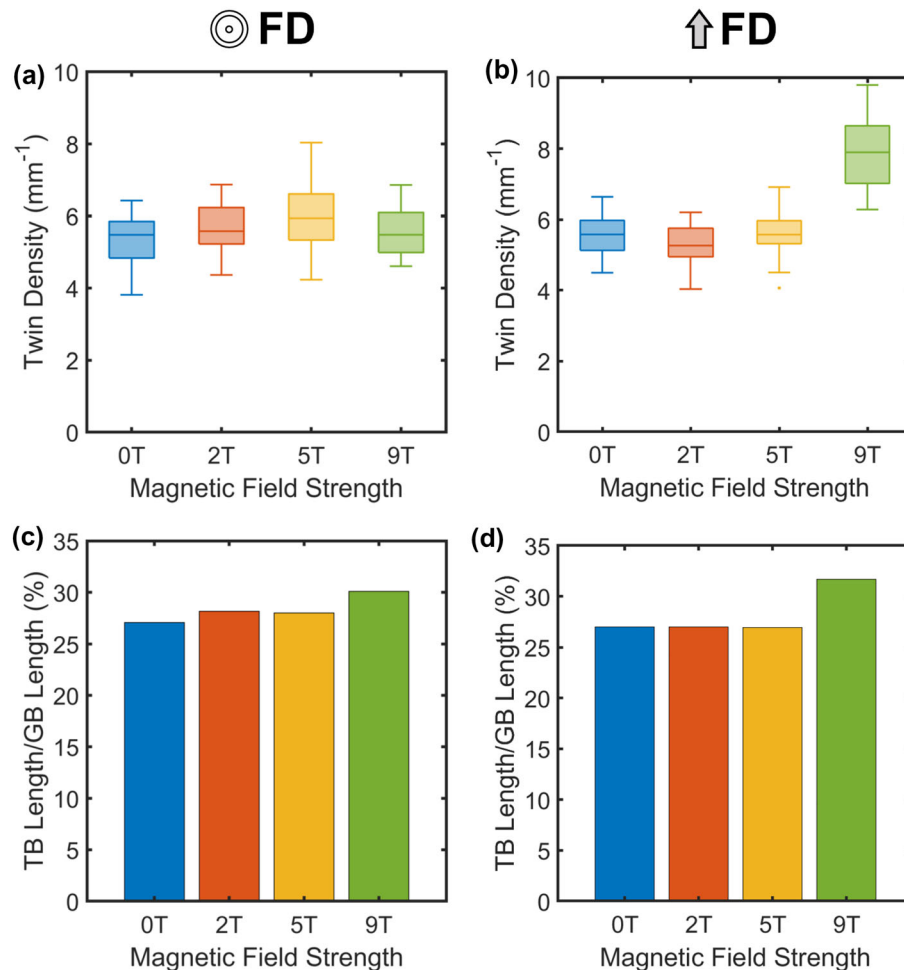 FD
FD
(a)
10
8
6
4
2
0
Twin Density (mm⁻¹)
0T 2T 5T 9T
Magnetic Field Strength
(b)
10
8
6
4
2
0
Twin Density (mm⁻¹)
0T 2T 5T 9T
Magnetic Field Strength
(c)
35
30
25
20
15
10
5
0
TB Length/GB Length (%)
0T 2T 5T 9T
Magnetic Field Strength
(d)
35
30
25
20
15
10
5
0
TB Length/GB Length (%)
0T 2T 5T 9T
Magnetic Field Strength